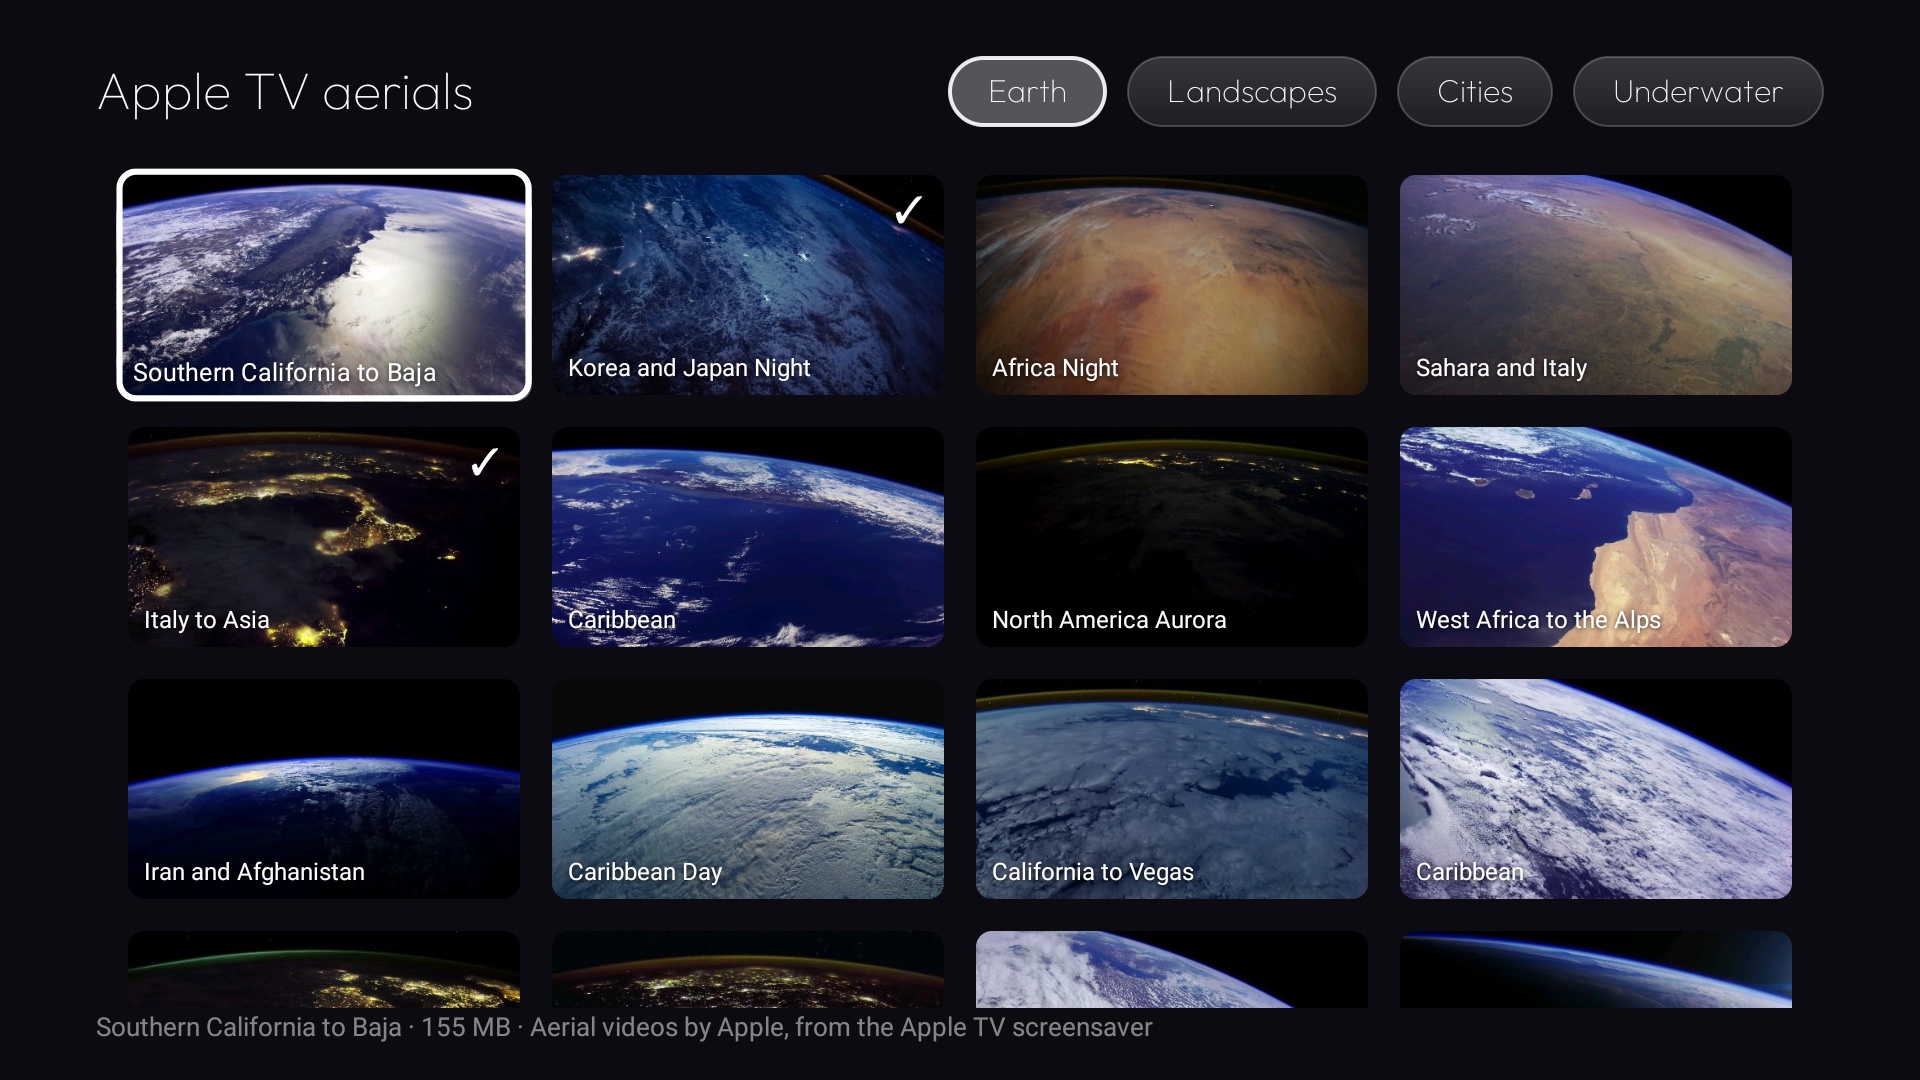 Apple TV aerials
Earth
Landscapes
Cities
Underwater
Southern California to Baja
✓
Korea and Japan Night
Africa Night
Sahara and Italy
✓
Italy to Asia
Caribbean
North America Aurora
West Africa to the Alps
Iran and Afghanistan
Caribbean Day
California to Vegas
Caribbean
Southern California to Baja · 155 MB · Aerial videos by Apple, from the Apple TV screensaver